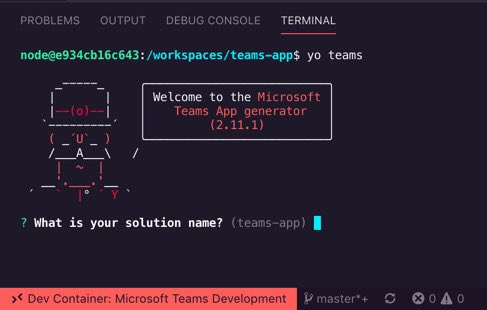 PROBLEMS OUTPUT DEBUG CONSOLE TERMINAL
node@e934cb16c643:/workspaces/teams-app$ yo teams
Welcome to the Microsoft
Teams App generator
(2.11.1)
? What is your solution name? (teams-app)
Dev Container: Microsoft Teams Development master*+ 0 0